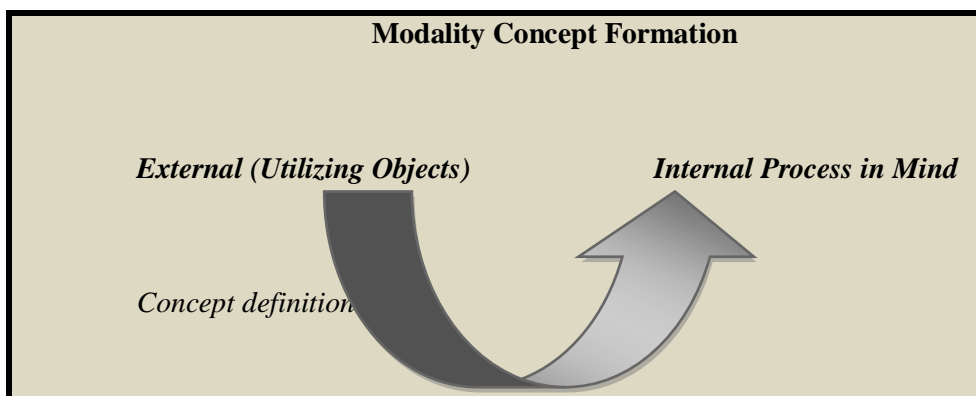 Modality Concept Formation
External (Utilizing Objects) Internal Process in Mind
Concept definition